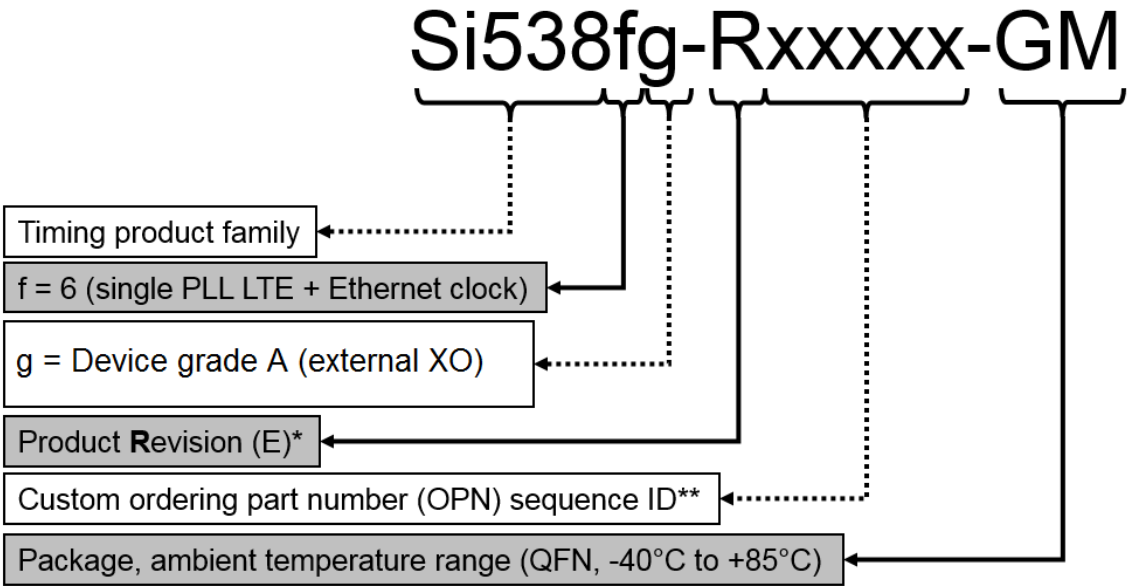 Si538fg-Rxxxxx-GM
Timing product family
f = 6 (single PLL LTE + Ethernet clock)
g = Device grade A (external XO)
Product Revision (E)*
Custom ordering part number (OPN) sequence ID**
Package, ambient temperature range (QFN, -40°C to +85°C)